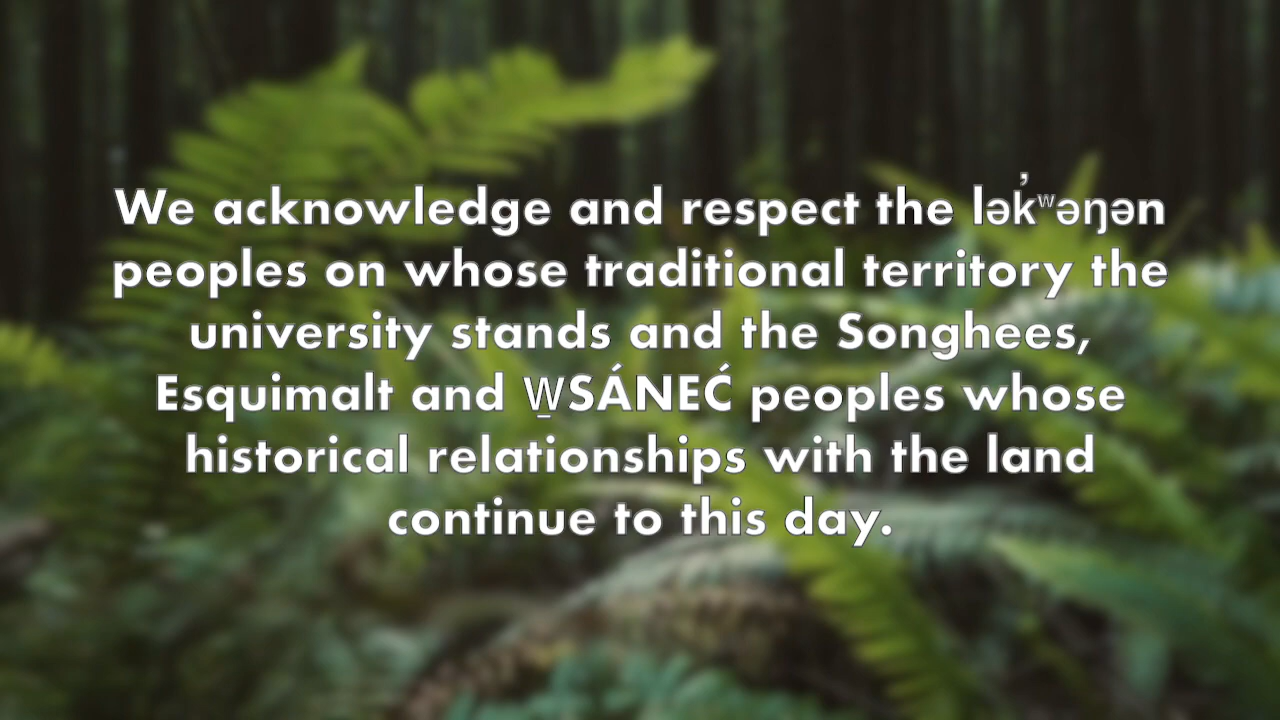 We acknowledge and respect the lək̓ʷəŋən
peoples on whose traditional territory the
university stands and the Songhees,
Esquimalt and W̱SÁNEĆ peoples whose
historical relationships with the land
continue to this day.